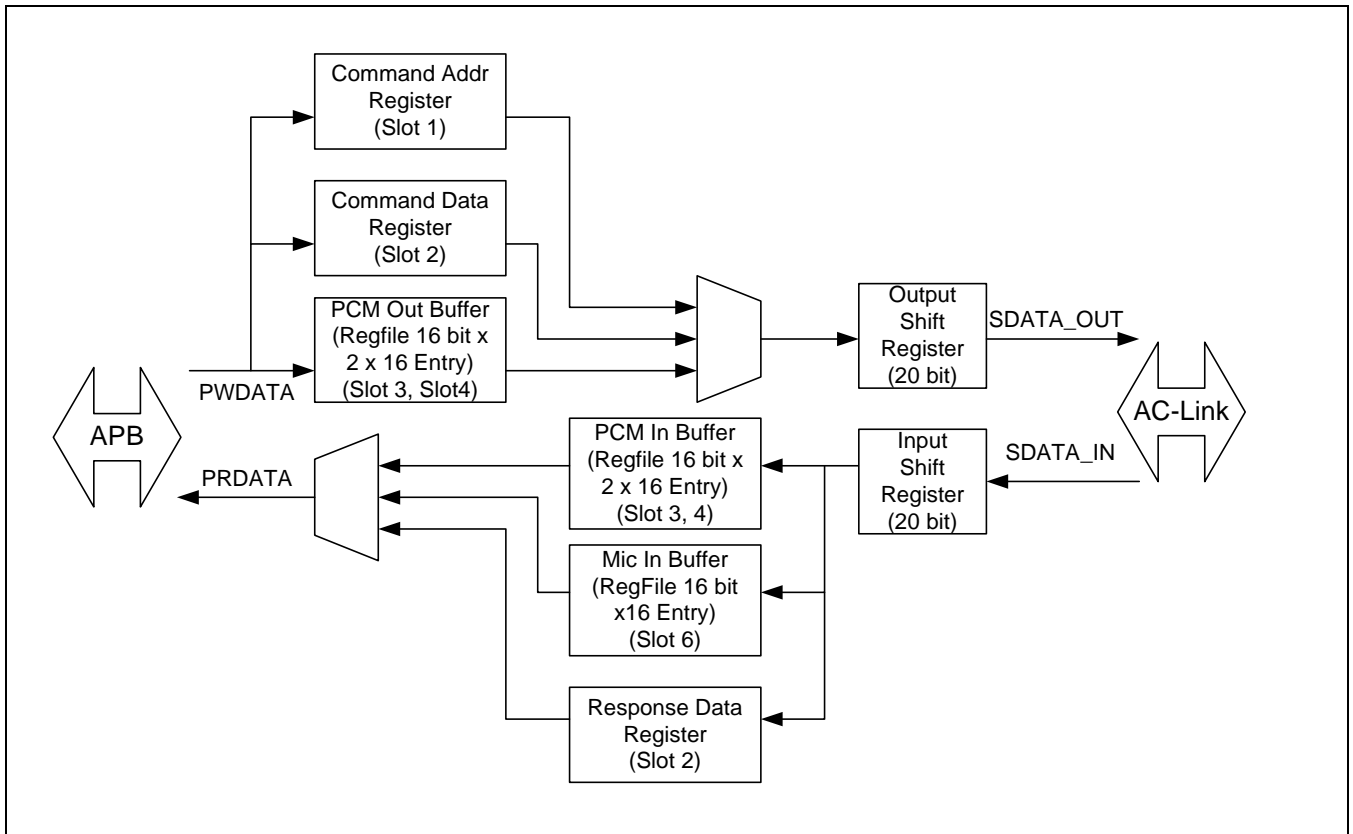 Command Addr
Register
(Slot 1)
Command Data
Register
(Slot 2)
PCM Out Buffer
(Regfile 16 bit x
2 x 16 Entry)
(Slot 3, Slot4)
Output
Shift
Register
(20 bit)
SDATA_OUT
PWDATA
APB
AC-Link
PRDATA
PCM In Buffer
(Regfile 16 bit x
2 x 16 Entry)
(Slot 3, 4)
Input
Shift
Register
(20 bit)
SDATA_IN
Mic In Buffer
(RegFile 16 bit
x16 Entry)
(Slot 6)
Response Data
Register
(Slot 2)